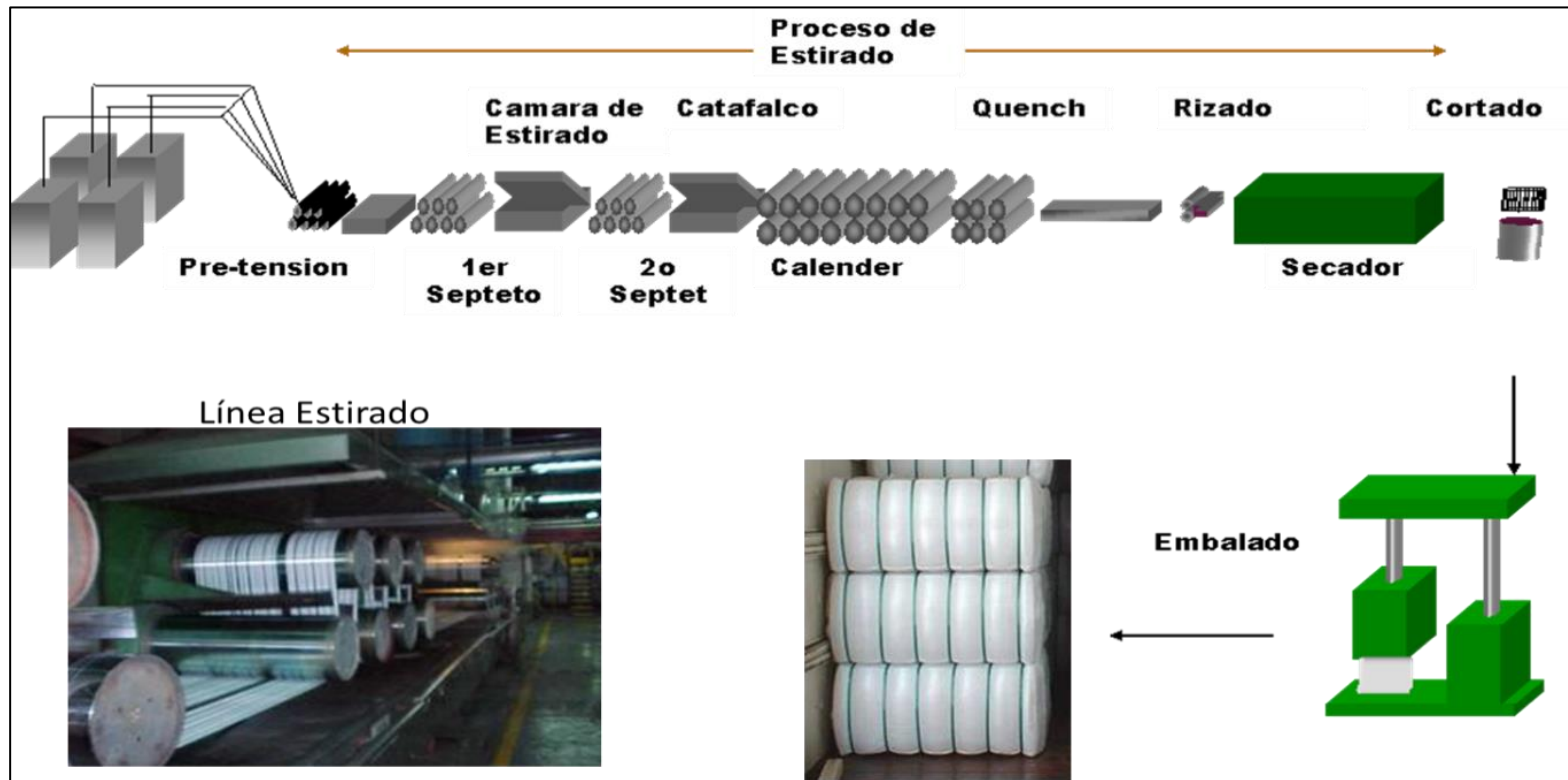 Proceso de
Estirado
Camara de
Estirado
Catafalco
Quench
Rizado
Cortado
Pre-tension
1er
Septeto
2o
Septet
Calender
Secador
Línea Estirado
Embalado